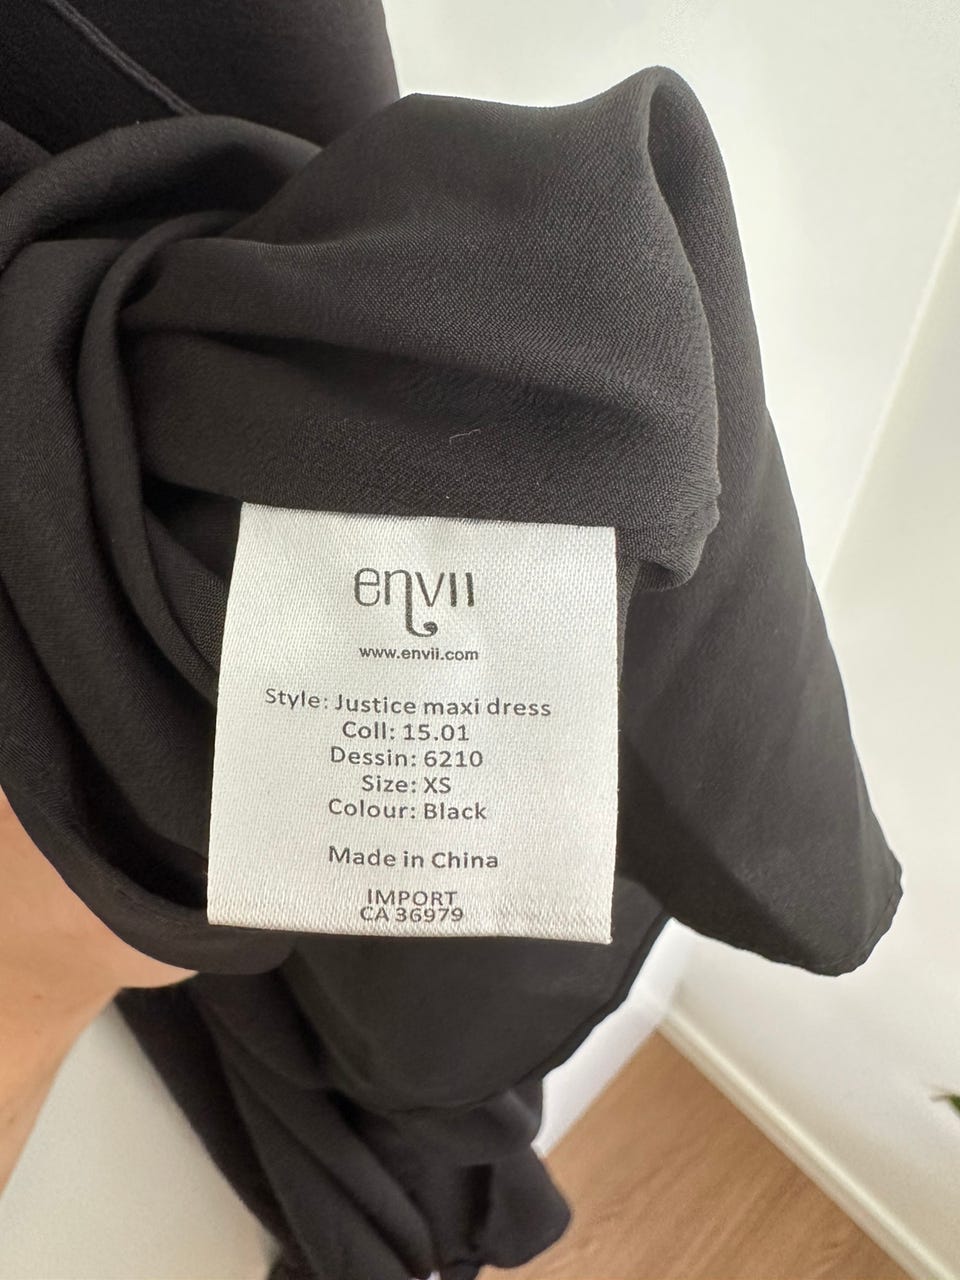 envii
www.envii.com
Style: Justice maxi dress
Coll: 15.01
Dessin: 6210
Size: XS
Colour: Black
Made in China
IMPORT
CA 36979